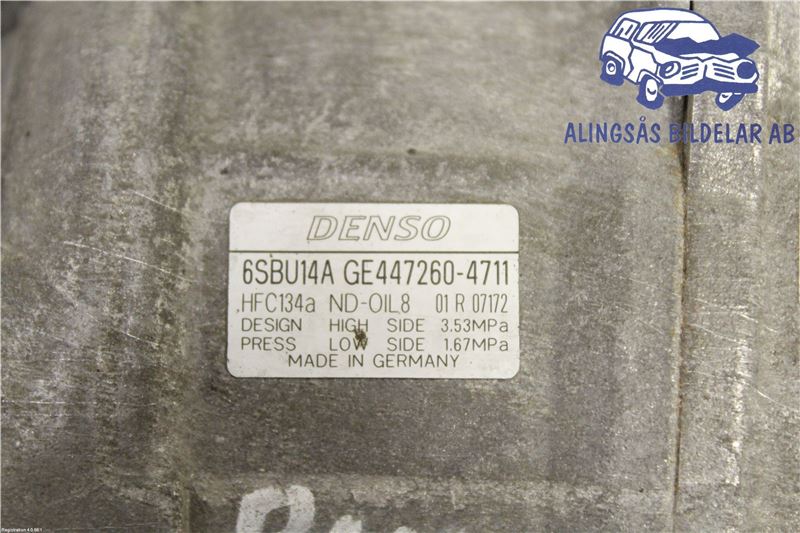 ALINGSÅS BILDELAR AB
DENSO
6SBU14A GE447260-4711
HFC134a ND-OIL8 01 R 07172
DESIGN HIGH SIDE 3.53MPa
PRESS LOW SIDE 1.67MPa
MADE IN GERMANY